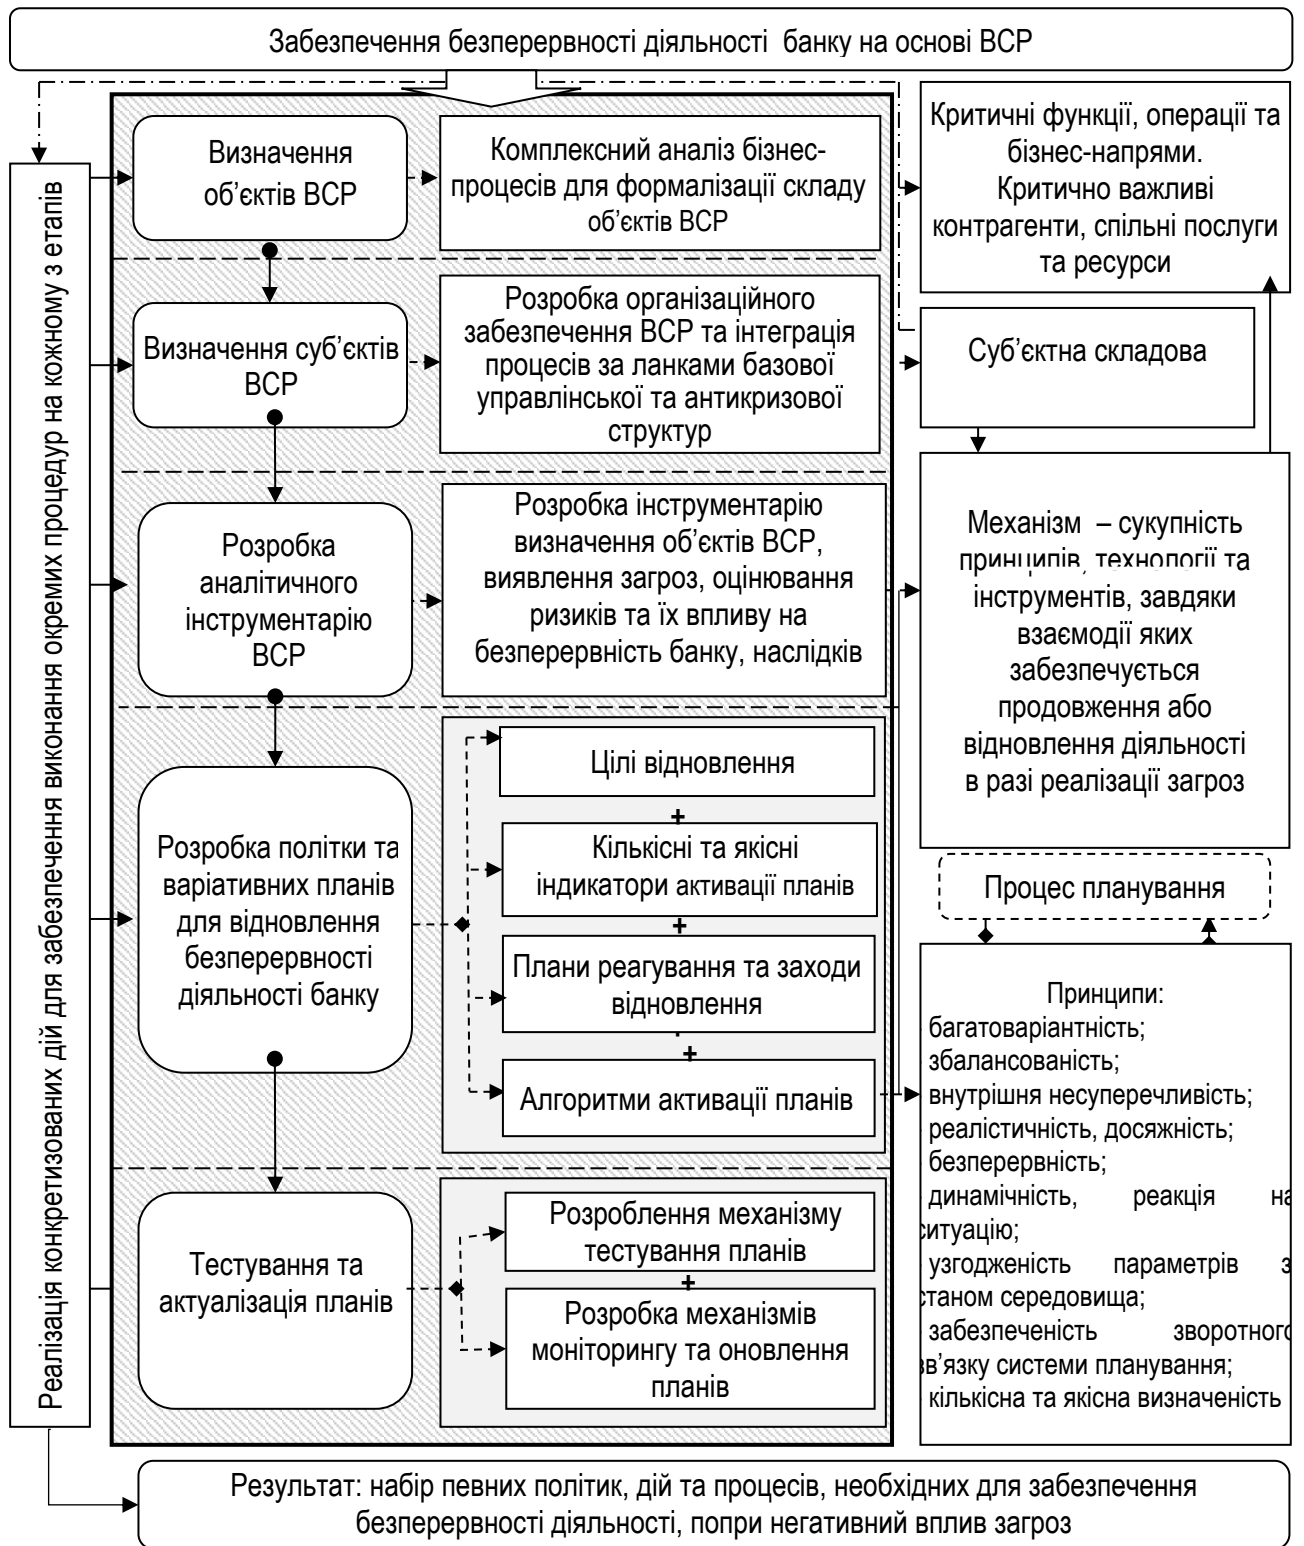 Забезпечення безперервності діяльності банку на основі ВСР
Реалізація конкретизованих дій для забезпечення виконання окремих процедур на кожному з етапів
Визначення
об’єктів ВСР
Комплексний аналіз бізнес-
процесів для формалізації складу
об’єктів ВСР
Критичні функції, операції та
бізнес-напрями.
Критично важливі
контрагенти, спільні послуги
та ресурси
Визначення суб’єктів
ВСР
Розробка організаційного
забезпечення ВСР та інтеграція
процесів за ланками базової
управлінської та антикризової
структур
Суб’єктна складова
Розробка
аналітичного
інструментарію
ВСР
Розробка інструментарію
визначення об’єктів ВСР,
виявлення загроз, оцінювання
ризиків та їх впливу на
безперервність банку, наслідків
Механізм – сукупність
принципів, технології та
інструментів, завдяки
взаємодії яких
забезпечується
продовження або
відновлення діяльності
в разі реалізації загроз
Розробка політки та
варіативних планів
для відновлення
безперервності
діяльності банку
Цілі відновлення
+
Кількісні та якісні
індикатори активації планів
+
Плани реагування та заходи
відновлення
+
Алгоритми активації планів
Процес планування
Принципи:
багатоваріантність;
збалансованість;
внутрішня несуперечливість;
реалістичність, досяжність;
безперервність;
динамічність, реакція на
ситуацію;
узгодженість параметрів з
станом середовища;
забезпеченість зворотного
зв’язку системи планування;
кількісна та якісна визначеність
Тестування та
актуалізація планів
Розроблення механізму
тестування планів
+
Розробка механізмів
моніторингу та оновлення
планів
Результат: набір певних політик, дій та процесів, необхідних для забезпечення
безперервності діяльності, попри негативний вплив загроз